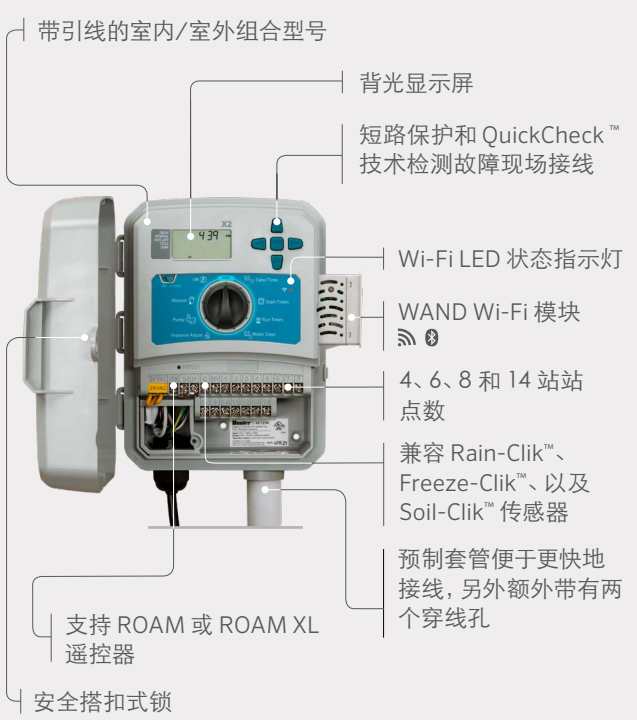 带引线的室内/室外组合型号
背光显示屏
短路保护和 QuickCheck™
技术检测故障现场接线
X2
4:39
Wi-Fi LED 状态指示灯
Off
Date/Time
Manual
Start Times
Pump
Run Times
Seasonal Adjust
Water Days
WAND Wi-Fi 模块
RESET
24VAC
4、6、8 和 14 站站
点数
Hunter
兼容 Rain-Clik™、
Freeze-Clik™、以及
Soil-Clik™ 传感器
预制套管便于更快地
接线, 另外额外带有两
个穿线孔
支持 ROAM 或 ROAM XL
遥控器
安全搭扣式锁